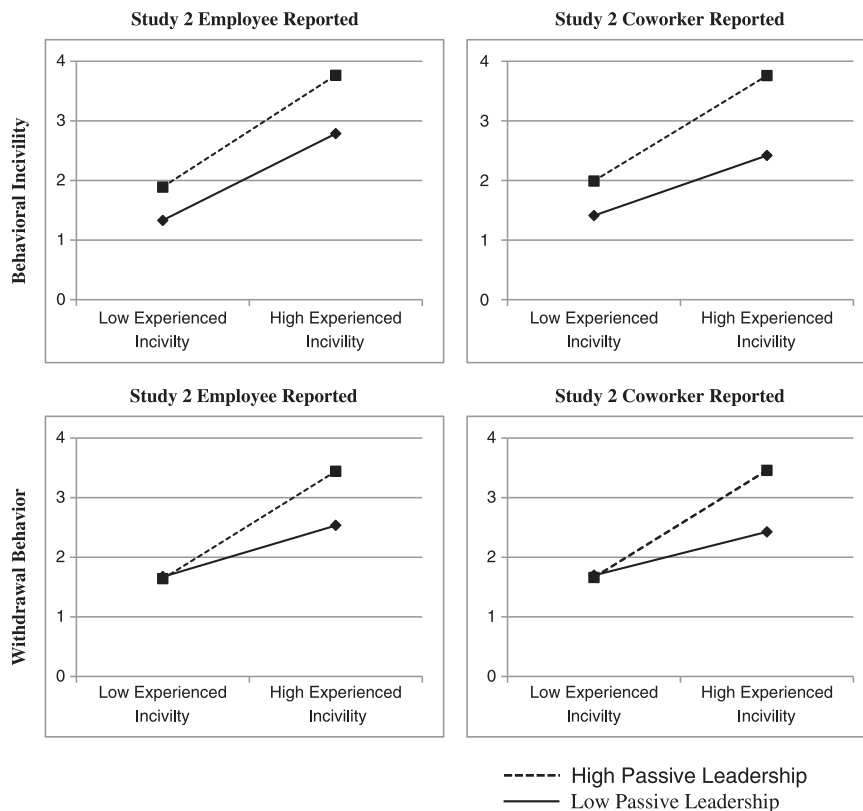 Study 2 Employee Reported
Study 2 Coworker Reported
Behavioral Incivility
4
3
2
1
0
Low Experienced
Incivilty
High Experienced
Incivility
4
3
2
1
0
Low Experienced
Incivilty
High Experienced
Incivility
Study 2 Employee Reported
Study 2 Coworker Reported
Withdrawal Behavior
4
3
2
1
0
Low Experienced
Incivilty
High Experienced
Incivility
4
3
2
1
0
Low Experienced
Incivilty
High Experienced
Incivility
High Passive Leadership
Low Passive Leadership